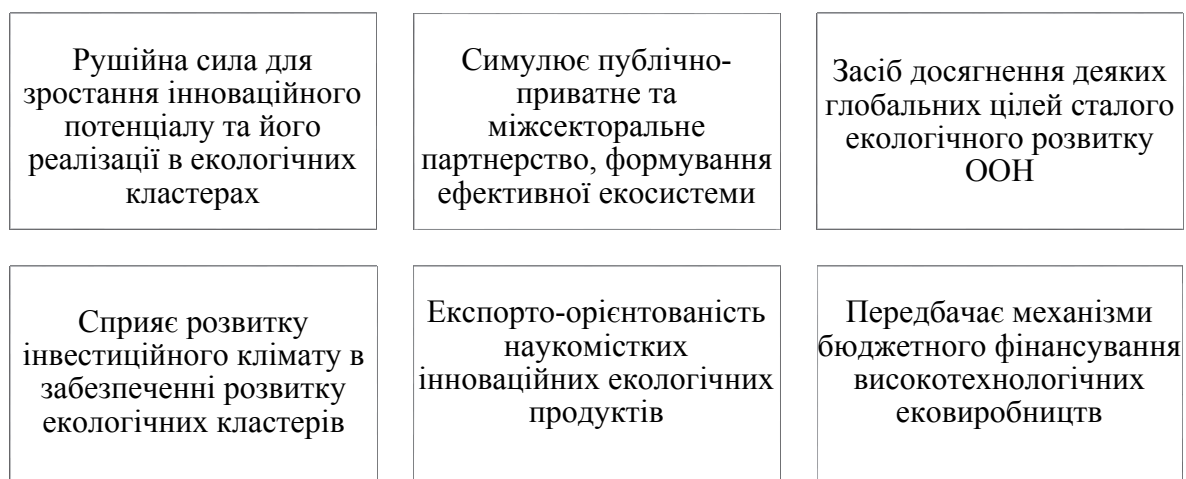 Рушійна сила для
зростання інноваційного
потенціалу та його
реалізації в екологічних
кластерах
Симулює публічно-
приватне та
міжсекторальне
партнерство, формування
ефективної екосистеми
Засіб досягнення деяких
глобальних цілей сталого
екологічного розвитку
ООН
Сприяє розвитку
інвестиційного клімату в
забезпеченні розвитку
екологічних кластерів
Експорто-орієнтованість
наукомістких
інноваційних екологічних
продуктів
Передбачає механізми
бюджетного фінансування
високотехнологічних
ековиробництв